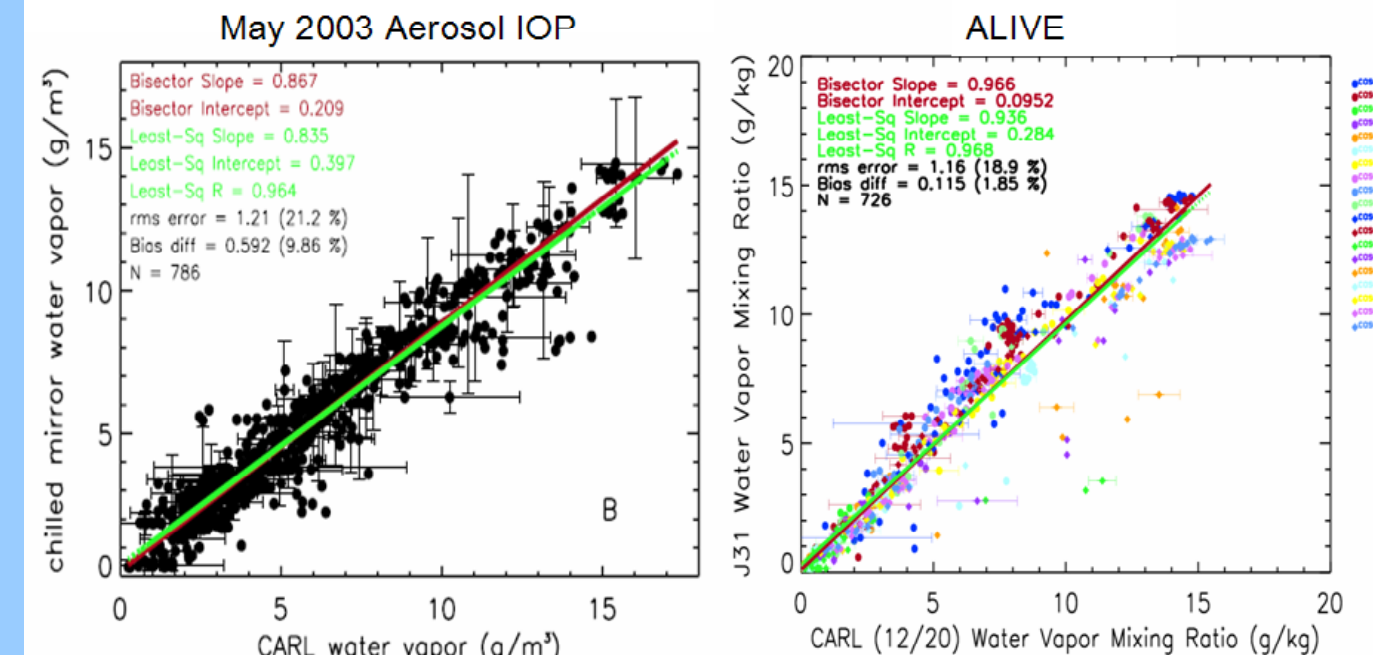 May 2003 Aerosol IOP
Bisector Slope = 0.867
Bisector Intercept = 0.209
Least-Sq Slope = 0.835
Least-Sq Intercept = 0.397
Least-Sq R = 0.964
rms error = 1.21 (21.2 %)
Bias diff = 0.592 (9.86 %)
N = 786
B
chilled mirror water vapor (g/m³)
15
10
5
0
0 5 10 15
CARL water vapor (g/m³)
ALIVE
Bisector Slope = 0.966
Bisector Intercept = 0.0952
Least-Sq Slope = 0.936
Least-Sq Intercept = 0.284
Least-Sq R = 0.968
rms error = 1.16 (18.9 %)
Bias diff = 0.115 (1.85 %)
N = 726
J31 Water Vapor Mixing Ratio (g/kg)
20
15
10
5
0
0 5 10 15 20
CARL (12/20) Water Vapor Mixing Ratio (g/kg)